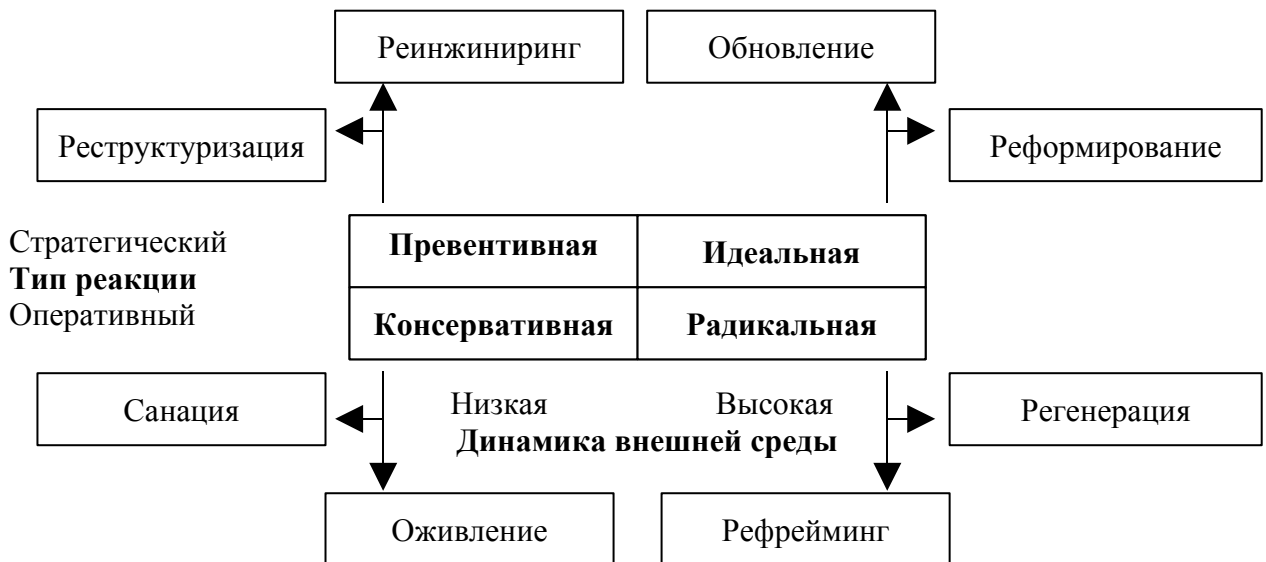 Реинжиниринг
Обновление
Реструктуризация
Реформирование
Стратегический
Тип реакции
Оперативный
Превентивная
Идеальная
Консервативная
Радикальная
Санация
Низкая
Высокая
Динамика внешней среды
Регенерация
Оживление
Рефрейминг